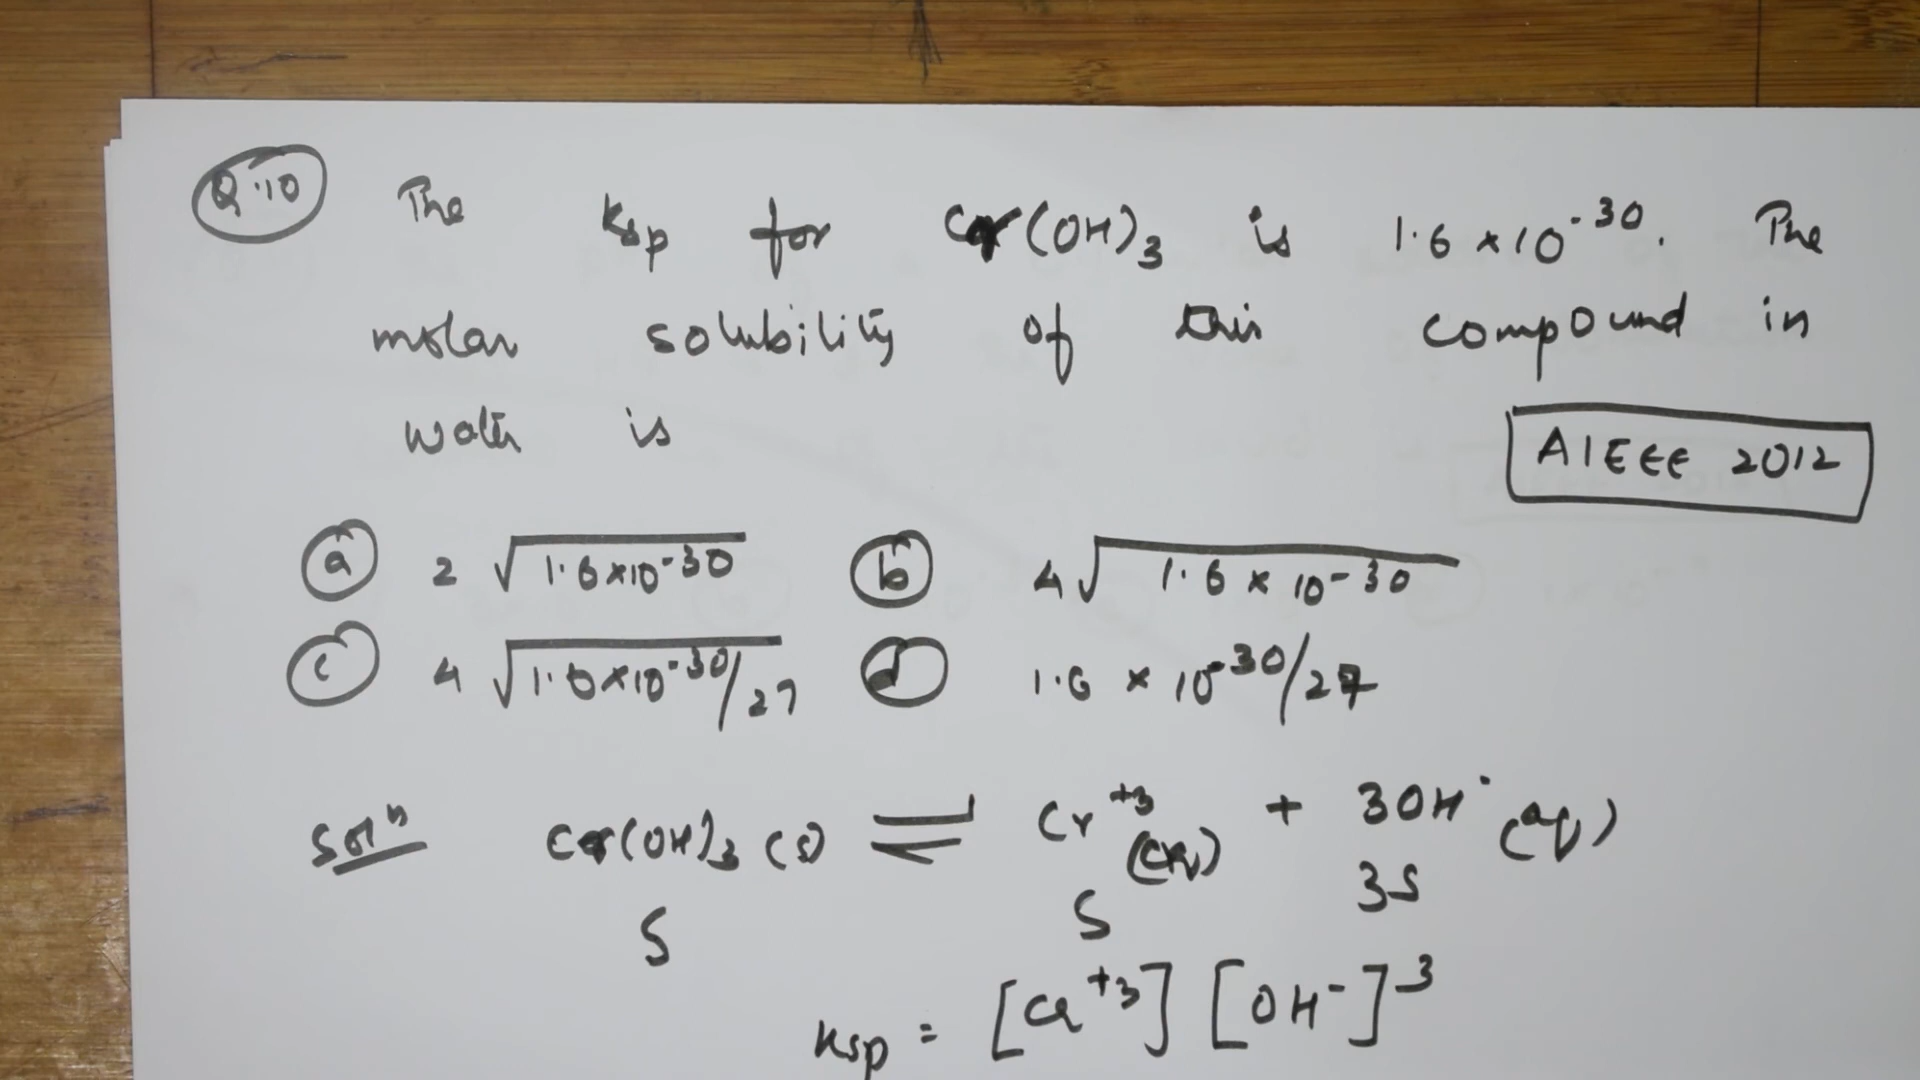 Q.10 The Ksp for Cr(OH)₃ is 1.6 × 10⁻³⁰. The
molar solubility of this compound in
water is
AIEEE 2012
(a) 2 √1.6×10⁻³⁰ (b) 4√1.6 × 10⁻³⁰
(c) 4 √1.6×10⁻³⁰/27 (d) 1.6 × 10⁻³⁰/27
Solⁿ Cr(OH)₃ (s) ⇌ Cr⁺³ (aq) + 3OH⁻ (aq)
S S 3S
Ksp = [Cr⁺³] [OH⁻]³